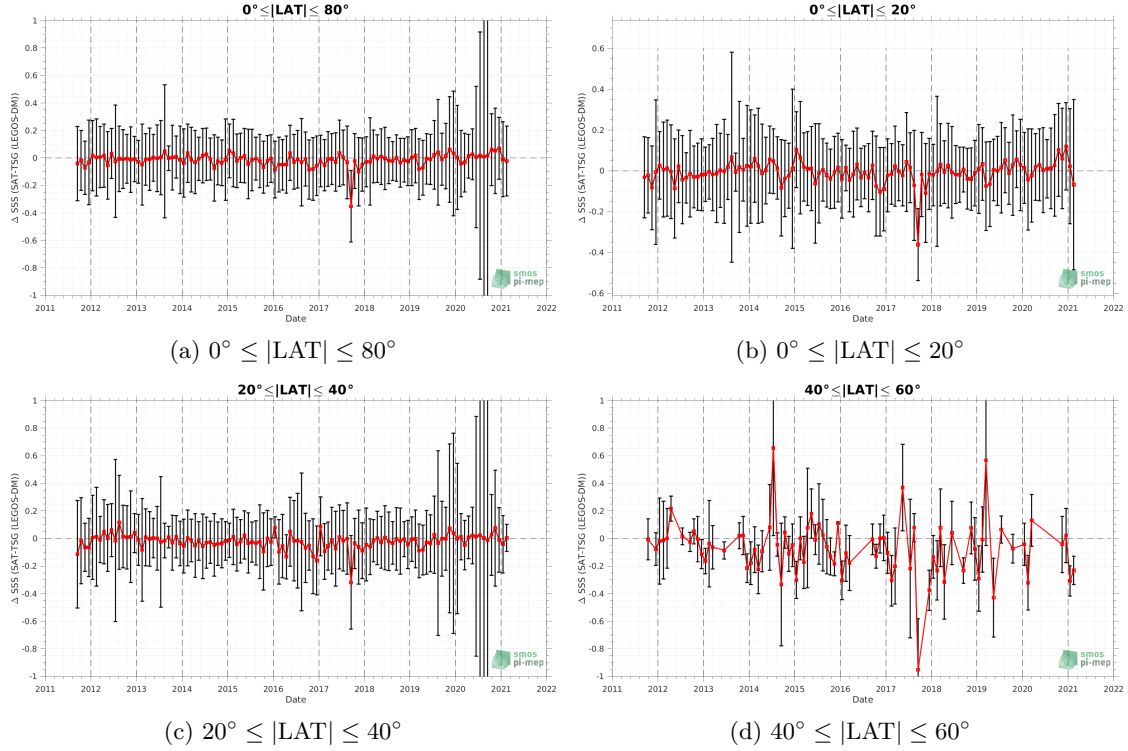 0°≤|LAT|≤ 80°
Δ SSS (SAT-TSG (LEGOS-DM))
1
0.8
0.6
0.4
0.2
0
-0.2
-0.4
-0.6
-0.8
-1
2011 2012 2013 2014 2015 2016 2017 2018 2019 2020 2021 2022
Date
smos
pi-mep
(a) 0° ≤ |LAT| ≤ 80°
0°≤|LAT|≤ 20°
Δ SSS (SAT-TSG (LEGOS-DM))
0.6
0.4
0.2
0
-0.2
-0.4
-0.6
2011 2012 2013 2014 2015 2016 2017 2018 2019 2020 2021 2022
Date
smos
pi-mep
(b) 0° ≤ |LAT| ≤ 20°
20°≤|LAT|≤ 40°
Δ SSS (SAT-TSG (LEGOS-DM))
1
0.8
0.6
0.4
0.2
0
-0.2
-0.4
-0.6
-0.8
-1
2011 2012 2013 2014 2015 2016 2017 2018 2019 2020 2021 2022
Date
smos
pi-mep
(c) 20° ≤ |LAT| ≤ 40°
40°≤|LAT|≤ 60°
Δ SSS (SAT-TSG (LEGOS-DM))
1
0.8
0.6
0.4
0.2
0
-0.2
-0.4
-0.6
-0.8
-1
2011 2012 2013 2014 2015 2016 2017 2018 2019 2020 2021 2022
Date
smos
pi-mep
(d) 40° ≤ |LAT| ≤ 60°